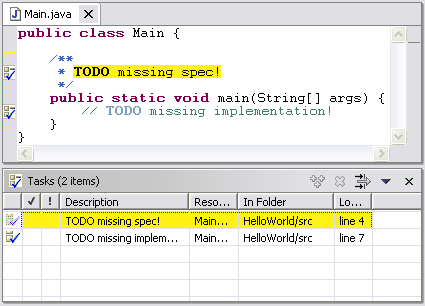 Main.java
public class Main {
/**
* TODO missing spec!
*/
public static void main(String[] args) {
// TODO missing implementation!
}
}
Tasks (2 items)
✓ ! Description Reso... In Folder Lo...
TODO missing spec! Main... HelloWorld/src line 4
TODO missing implem... Main... HelloWorld/src line 7